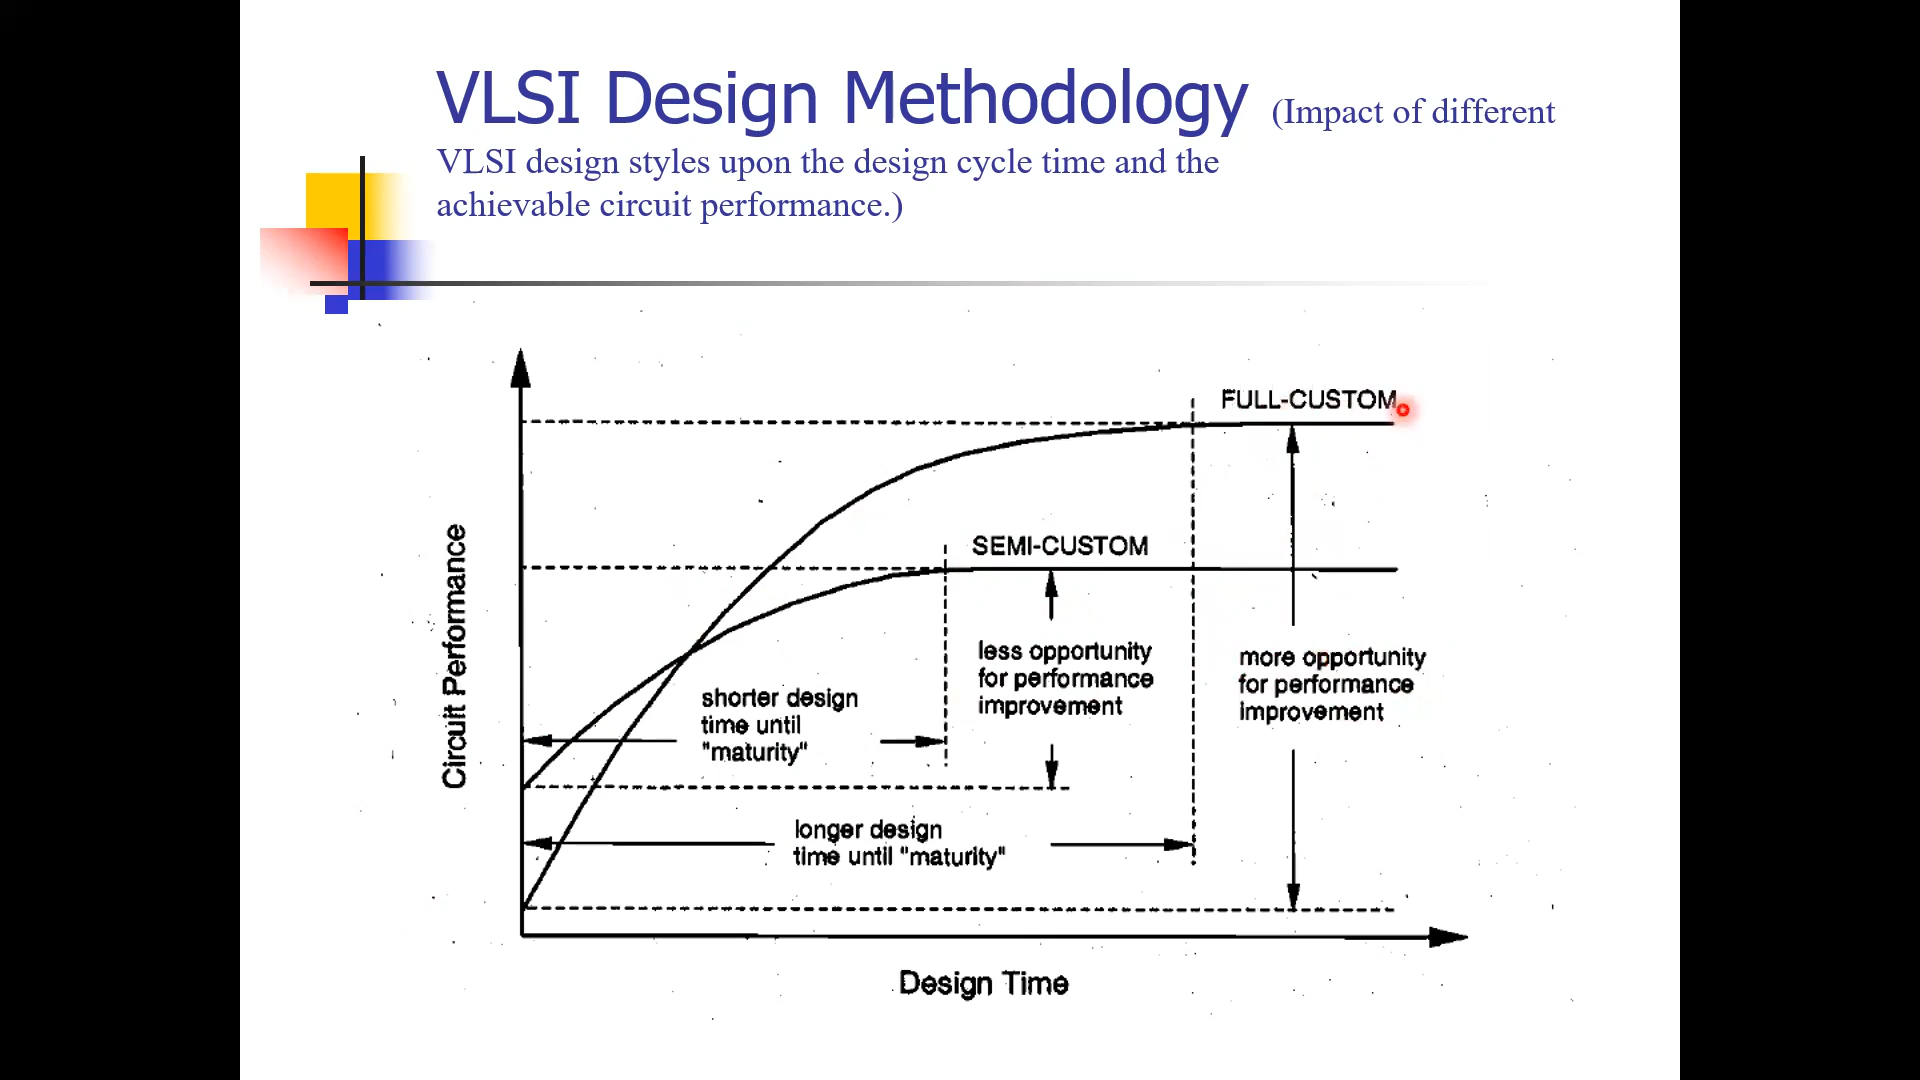 VLSI Design Methodology (Impact of different
VLSI design styles upon the design cycle time and the
achievable circuit performance.)
FULL-CUSTOM
SEMI-CUSTOM
Circuit Performance
less opportunity
for performance
improvement
more opportunity
for performance
improvement
shorter design
time until
"maturity"
longer design
time until "maturity"
Design Time